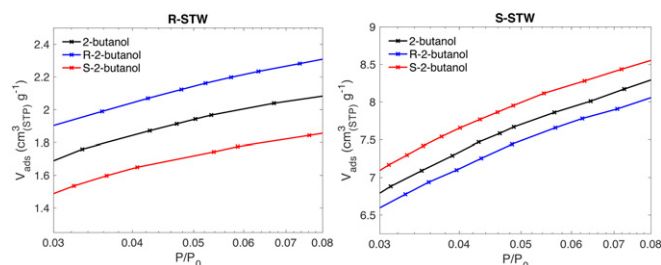 R-STW
V_ads (cm³_(STP) g⁻¹)
2.4
2.2
2
1.8
1.6
1.4
2-butanol
R-2-butanol
S-2-butanol
0.03
0.04
0.05
0.06
0.07
0.08
P/P₀
S-STW
V_ads (cm³_(STP) g⁻¹)
9
8.5
8
7.5
7
6.5
2-butanol
R-2-butanol
S-2-butanol
0.03
0.04
0.05
0.06
0.07
0.08
P/P₀